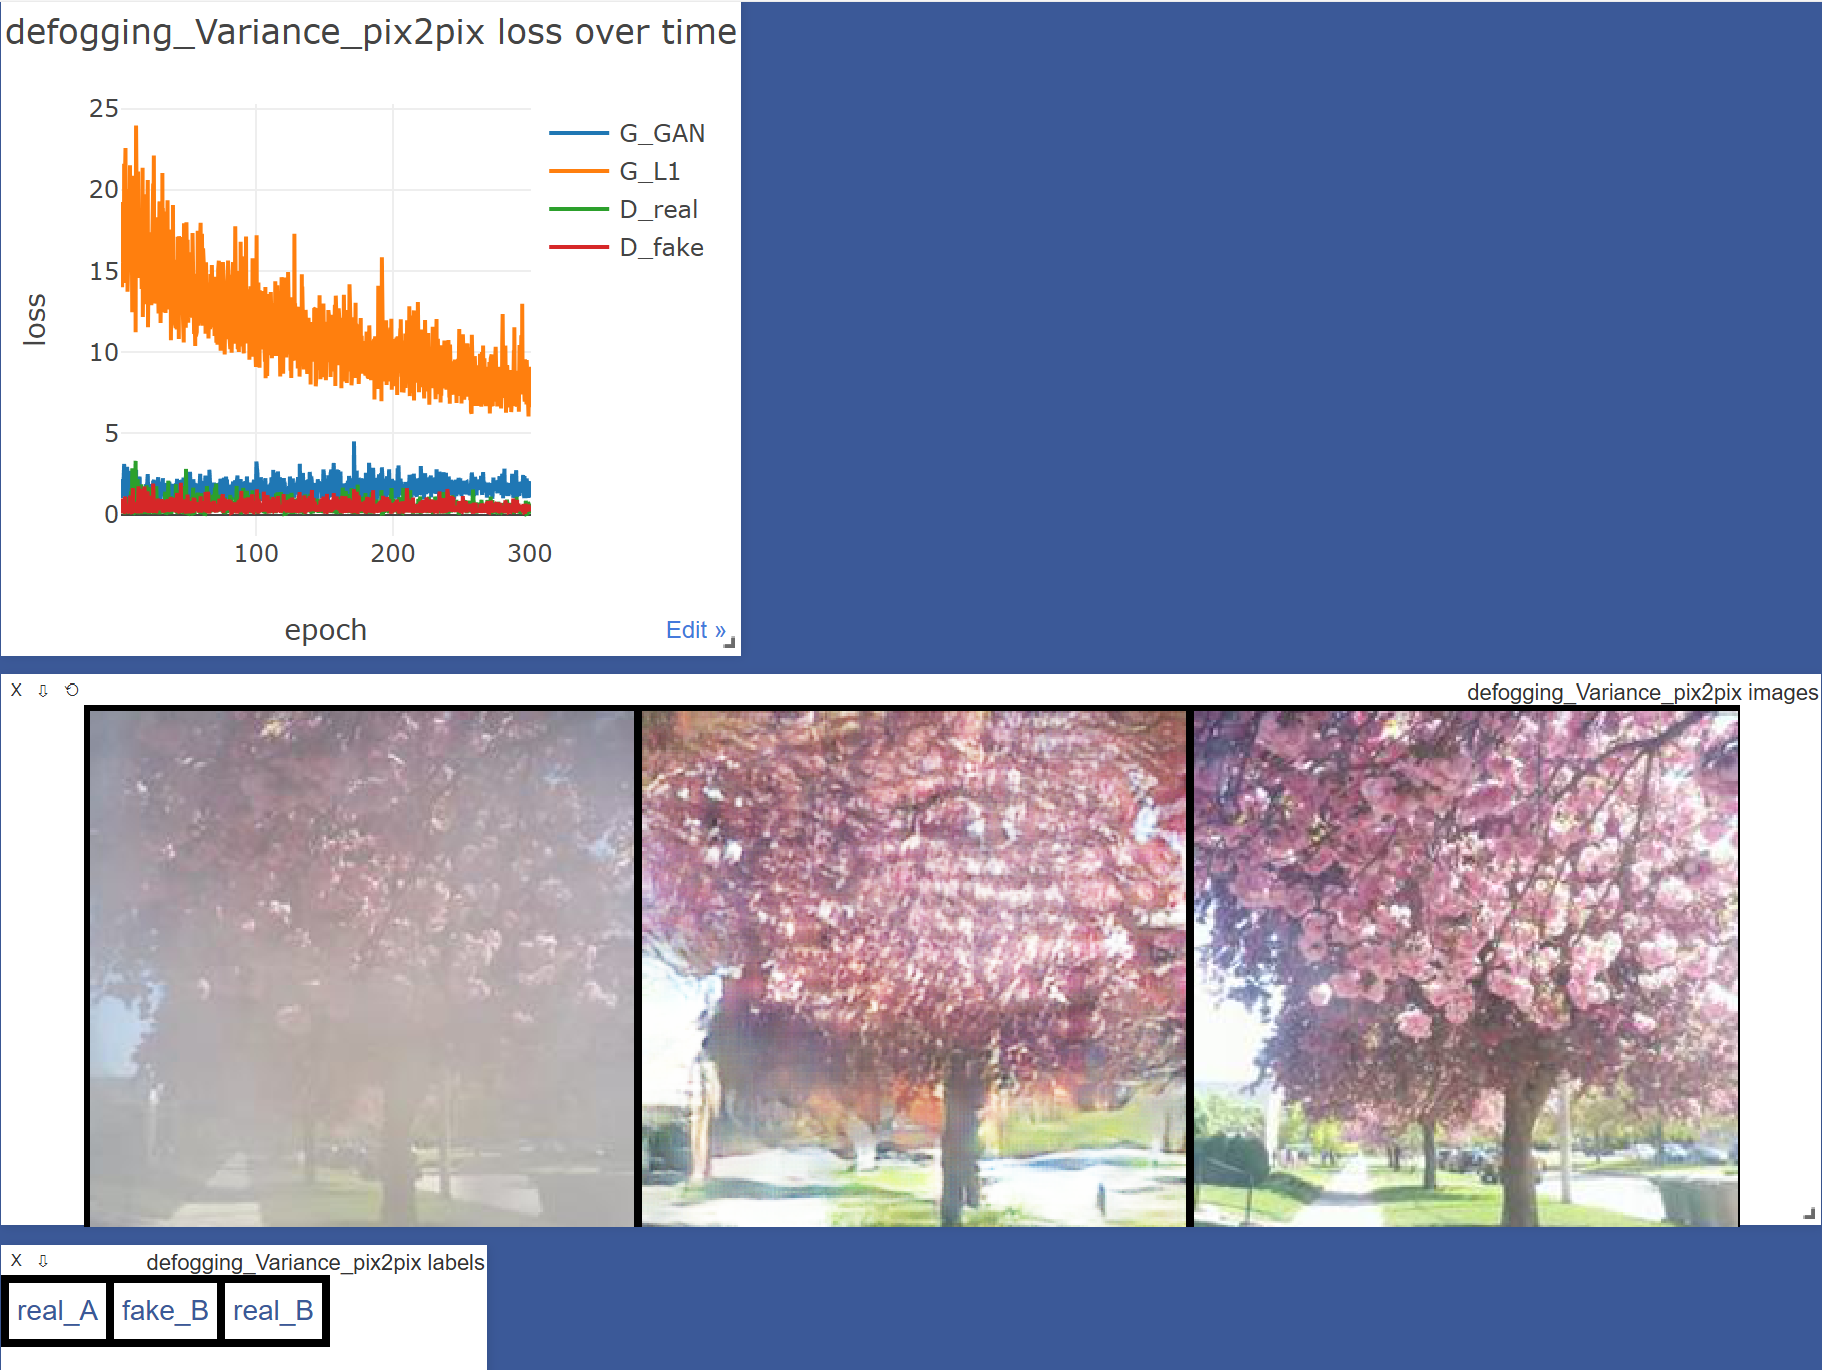 defogging_Variance_pix2pix loss over time
25
20
15
10
5
0
loss
100 200 300
epoch
G_GAN
G_L1
D_real
D_fake
Edit »
X
defogging_Variance_pix2pix images
X
defogging_Variance_pix2pix labels
real_A fake_B real_B